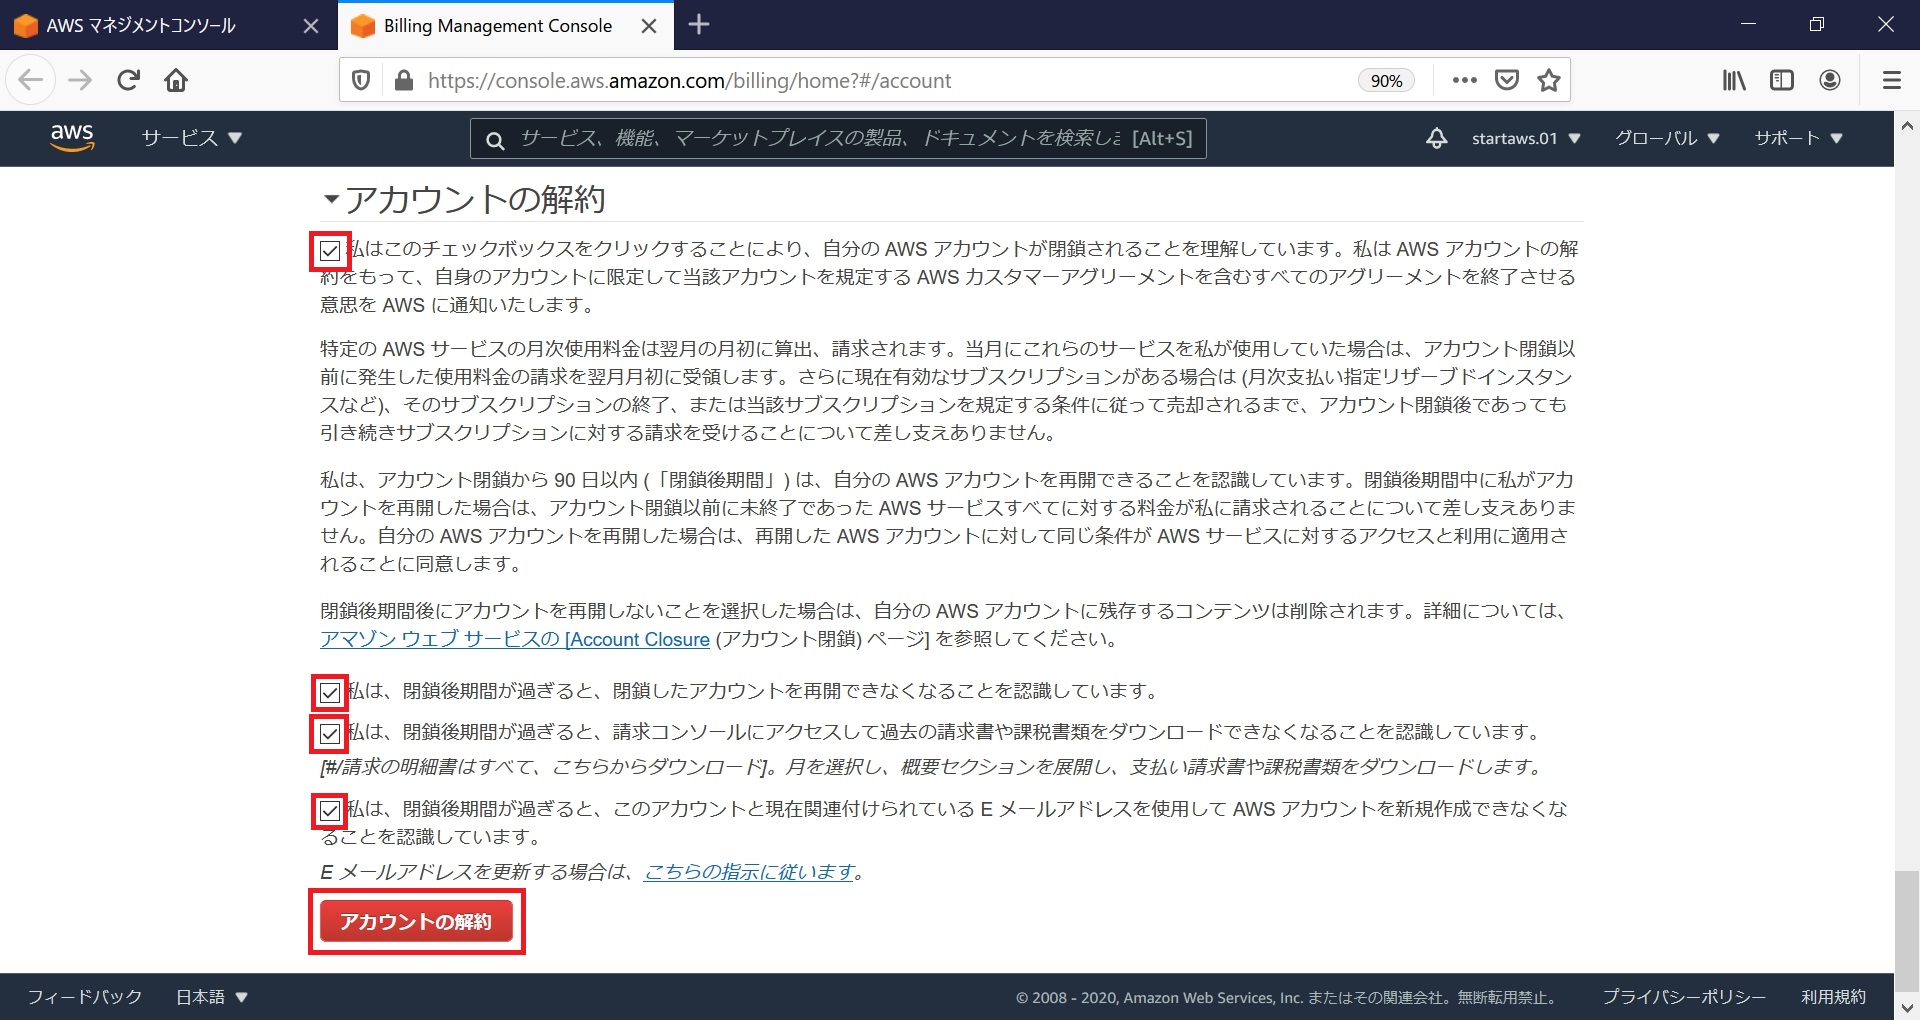 AWS マネジメントコンソール
Billing Management Console
https://console.aws.amazon.com/billing/home?#/account
90%
aws
サービス
サービス、機能、マーケットプレイスの製品、ドキュメントを検索しま [Alt+S]
startaws.01
グローバル
サポート
アカウントの解約
私はこのチェックボックスをクリックすることにより、自分の AWS アカウントが閉鎖されることを理解しています。私は AWS アカウントの解
約をもって、自身のアカウントに限定して当該アカウントを規定する AWS カスタマーアグリーメントを含むすべてのアグリーメントを終了させる
意思を AWS に通知いたします。
特定の AWS サービスの月次使用料金は翌月の月初に算出、請求されます。当月にこれらのサービスを私が使用していた場合は、アカウント閉鎖以
前に発生した使用料金の請求を翌月月初に受領します。さらに現在有効なサブスクリプションがある場合は (月次支払い指定リザーブドインスタン
スなど)、そのサブスクリプションの終了、または当該サブスクリプションを規定する条件に従って売却されるまで、アカウント閉鎖後であっても
引き続きサブスクリプションに対する請求を受けることについて差し支えありません。
私は、アカウント閉鎖から 90 日以内 (「閉鎖後期間」) は、自分の AWS アカウントを再開できることを認識しています。閉鎖後期間中に私がアカ
ウントを再開した場合は、アカウント閉鎖以前に未終了であった AWS サービスすべてに対する料金が私に請求されることについて差し支えありま
せん。自分の AWS アカウントを再開した場合は、再開した AWS アカウントに対して同じ条件が AWS サービスに対するアクセスと利用に適用さ
れることに同意します。
閉鎖後期間後にアカウントを再開しないことを選択した場合は、自分の AWS アカウントに残存するコンテンツは削除されます。詳細については、
アマゾン ウェブ サービスの [Account Closure (アカウント閉鎖) ページ] を参照してください。
私は、閉鎖後期間が過ぎると、閉鎖したアカウントを再開できなくなることを認識しています。
私は、閉鎖後期間が過ぎると、請求コンソールにアクセスして過去の請求書や課税書類をダウンロードできなくなることを認識しています。
[#/請求の明細書はすべて、こちらからダウンロード]。月を選択し、概要セクションを展開し、支払い請求書や課税書類をダウンロードします。
私は、閉鎖後期間が過ぎると、このアカウントと現在関連付けられている E メールアドレスを使用して AWS アカウントを新規作成できなくな
ることを認識しています。
E メールアドレスを更新する場合は、こちらの指示に従います。
アカウントの解約
フィードバック
日本語
© 2008 - 2020, Amazon Web Services, Inc. またはその関連会社。無断転用禁止。
プライバシーポリシー
利用規約